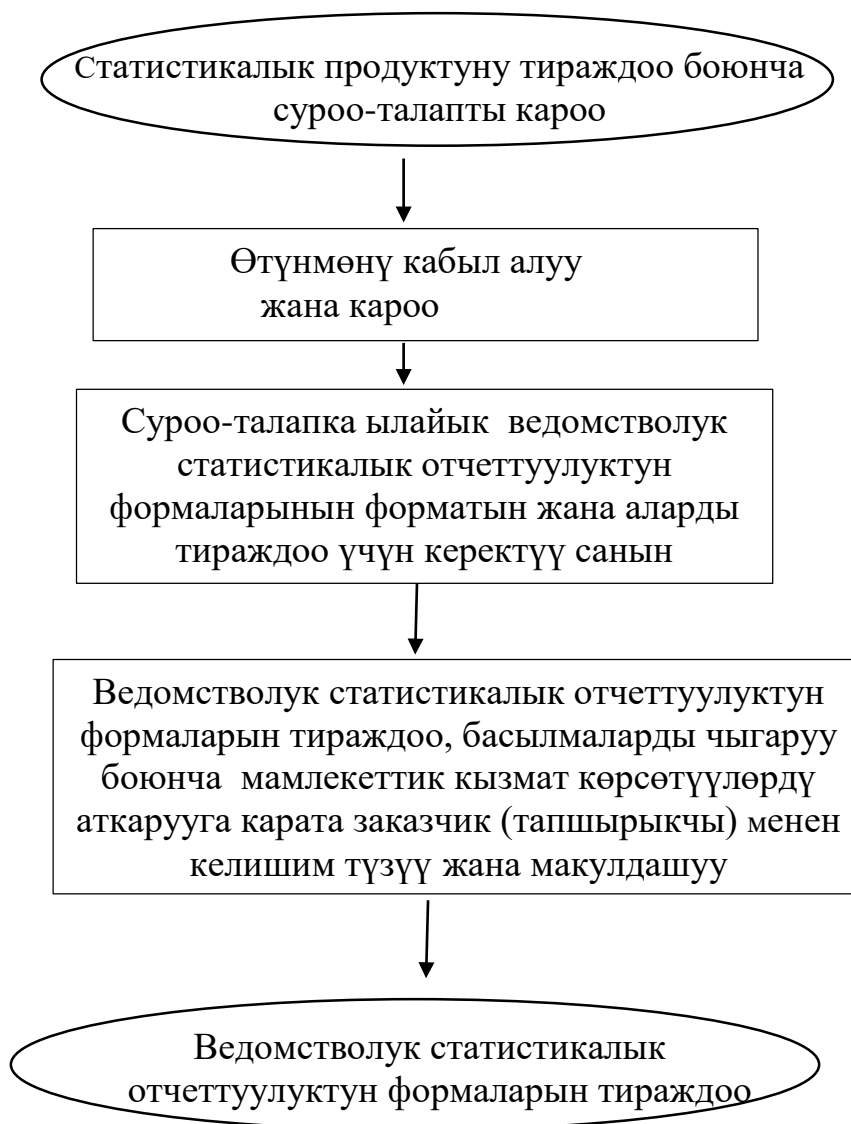 Статистикалык продуктуну тираждоо боюнча
суроо-талапты кароо
Өтүнмөнү кабыл алуу
жана кароо
Суроо-талапка ылайык ведомстволук
статистикалык отчеттуулуктун
формаларынын форматын жана аларды
тираждоо үчүн керектүү санын
Ведомстволук статистикалык отчеттуулуктун
формаларын тираждоо, басылмаларды чыгаруу
боюнча мамлекеттик кызмат көрсөтүүлөрдү
аткарууга карата заказчик (тапшырыкчы) менен
келишим түзүү жана макулдашуу
Ведомстволук статистикалык
отчеттуулуктун формаларын тираждоо